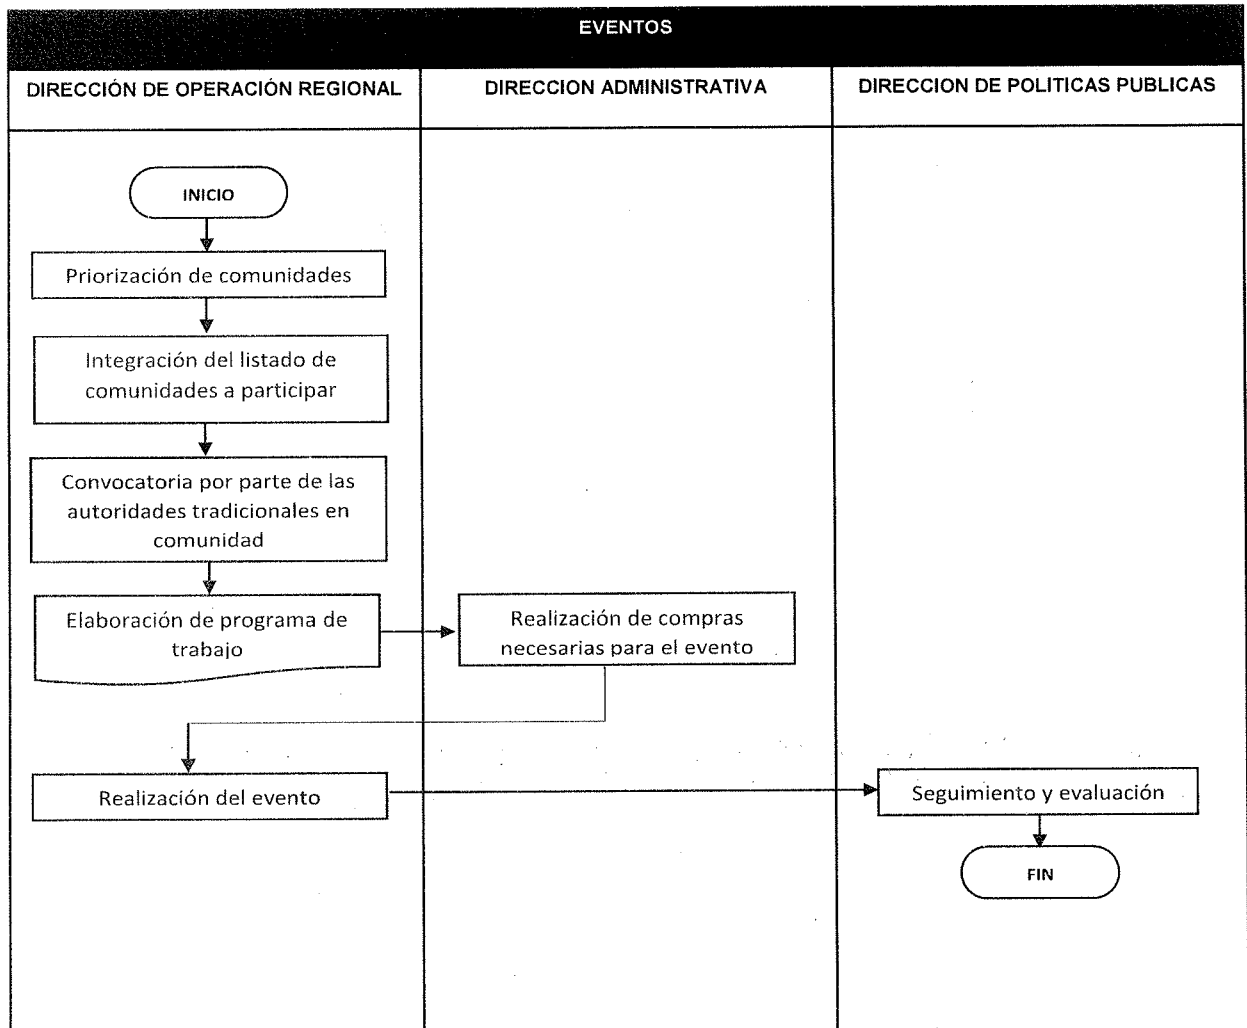 EVENTOS
DIRECCIÓN DE OPERACIÓN REGIONAL
DIRECCION ADMINISTRATIVA
DIRECCION DE POLITICAS PUBLICAS
INICIO
Priorización de comunidades
Integración del listado de
comunidades a participar
Convocatoria por parte de las
autoridades tradicionales en
comunidad
Elaboración de programa de
trabajo
Realización de compras
necesarias para el evento
Realización del evento
Seguimiento y evaluación
FIN